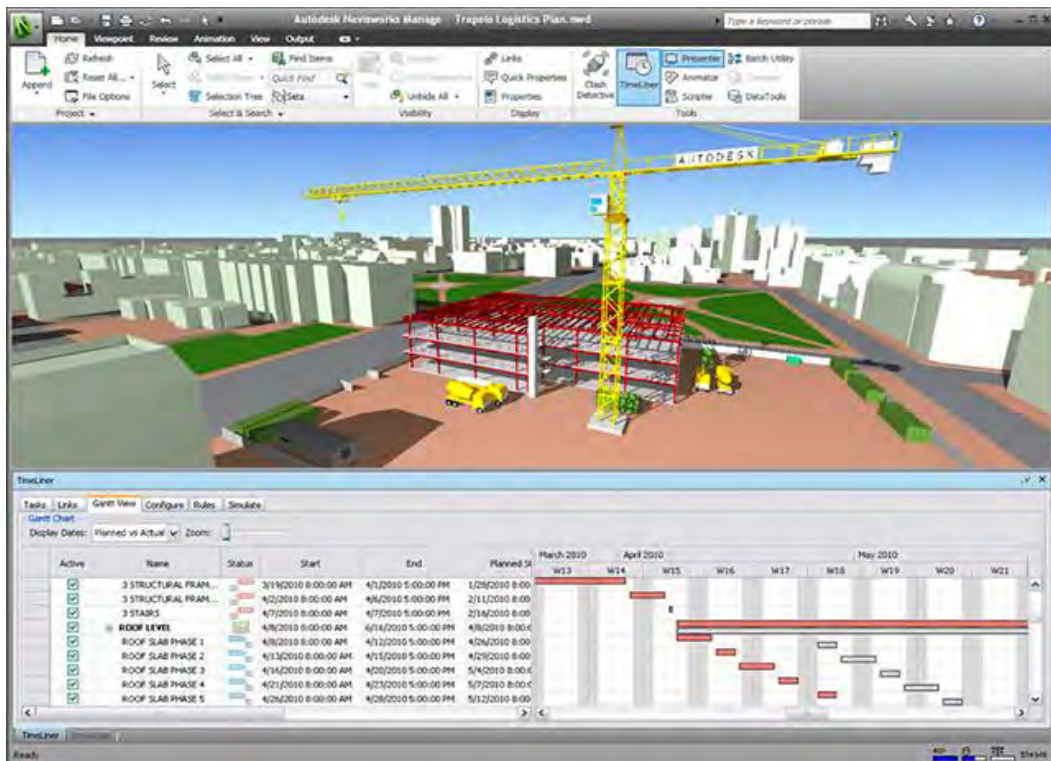 Autodesk Navisworks Manage Trapelo Logistics Plan.nwd Type a keyword or phrase
Home Viewpoint Review Animation View Output
Append Refresh Reset All... File Options
Select Select All Find Items
Quick Find
Selection Tree Sets
Unhide All
Links
Quick Properties
Properties
Clash Detective TimeLiner Presenter Batch Utility
Animator
Scripter DataTools
Project Select & Search Visibility Display Tools
AUTODESK
TimeLiner
Tasks Links Gantt View Configure Rules Simulate
Gantt Chart
Display Dates: Planned vs Actual Zoom:
March 2010 April 2010 May 2010
Active Name Status Start End Planned St
W13 W14 W15 W16 W17 W18 W19 W20 W21
3 STRUCTURAL FRAM... 3/19/2010 8:00:00 AM 4/1/2010 5:00:00 PM 1/28/2010 8:00
3 STRUCTURAL FRAM... 4/2/2010 8:00:00 AM 4/6/2010 5:00:00 PM 2/11/2010 8:00
3 STAIRS 4/7/2010 8:00:00 AM 4/7/2010 5:00:00 PM 2/16/2010 8:00
ROOF LEVEL 4/8/2010 8:00:00 AM 6/16/2010 5:00:00 PM 4/8/2010 8:00:0
ROOF SLAB PHASE 1 4/8/2010 8:00:00 AM 4/12/2010 5:00:00 PM 4/26/2010 8:00
ROOF SLAB PHASE 2 4/13/2010 8:00:00 AM 4/15/2010 5:00:00 PM 4/29/2010 8:00
ROOF SLAB PHASE 3 4/16/2010 8:00:00 AM 4/20/2010 5:00:00 PM 5/4/2010 8:00:0
ROOF SLAB PHASE 4 4/21/2010 8:00:00 AM 4/23/2010 5:00:00 PM 5/7/2010 8:00:0
ROOF SLAB PHASE 5 4/26/2010 8:00:00 AM 4/28/2010 5:00:00 PM 5/12/2010 8:00
TimeLiner
Ready